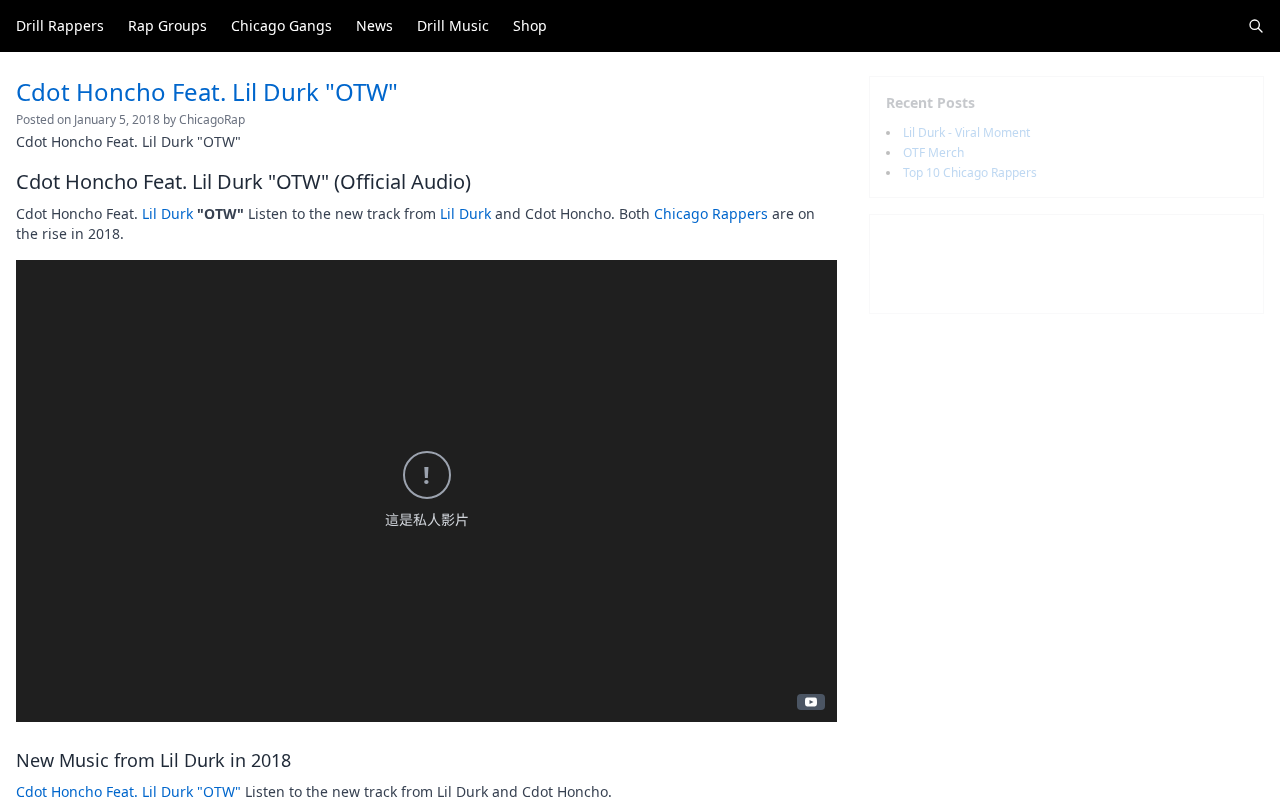 Drill Rappers Rap Groups Chicago Gangs News Drill Music Shop
Cdot Honcho Feat. Lil Durk "OTW"
Posted on January 5, 2018 by ChicagoRap
Cdot Honcho Feat. Lil Durk "OTW"
Cdot Honcho Feat. Lil Durk "OTW" (Official Audio)
Cdot Honcho Feat. Lil Durk "OTW" Listen to the new track from Lil Durk and Cdot Honcho. Both Chicago Rappers are on
the rise in 2018.
這是私人影片
New Music from Lil Durk in 2018
Cdot Honcho Feat. Lil Durk "OTW" Listen to the new track from Lil Durk and Cdot Honcho.
Recent Posts
Lil Durk - Viral Moment
OTF Merch
Top 10 Chicago Rappers